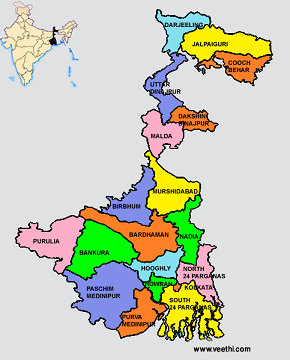 DARJEELING
JALPAIGURI
COOCH
BEHAR
UTTAR
DINAJPUR
DAKSHIN
DINAJPUR
MALDA
MURSHIDABAD
BIRBHUM
NADIA
BARDHAMAN
PURULIA
BANKURA
HOOGHLY
NORTH
24 PARGANAS
HOWRAH
KOLKATA
PASCHIM
MEDINIPUR
SOUTH
24 PARGANAS
PURVA
MEDINIPUR
www.veethi.com